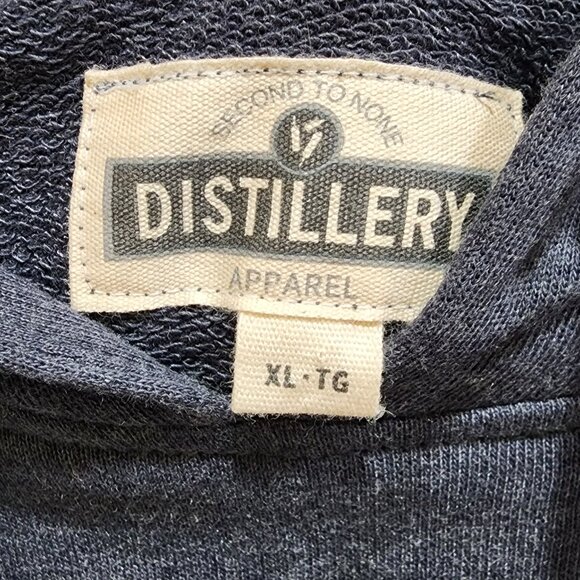 SECOND TO NONE
DISTILLERY
APPAREL
XL·TG